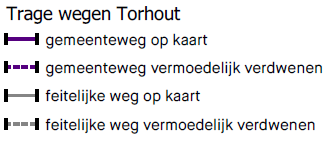 Trage wegen Torhout
gemeenteweg op kaart
gemeenteweg vermoedelijk verdwenen
feitelijke weg op kaart
feitelijke weg vermoedelijk verdwenen